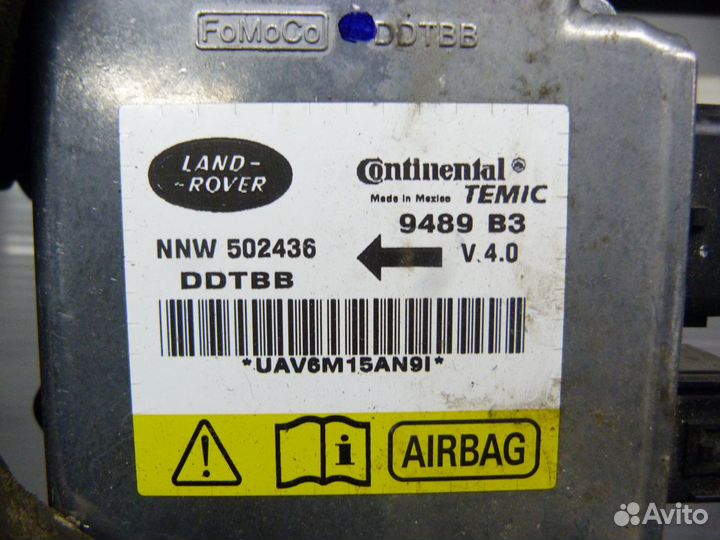 FoMoCo DDTBB
LAND-
-ROVER
Continental®
Made in Mexico TEMIC
9489 B3
NNW 502436
V.4.0
DDTBB
*UAV6M15AN9I*
i
AIRBAG
Avito